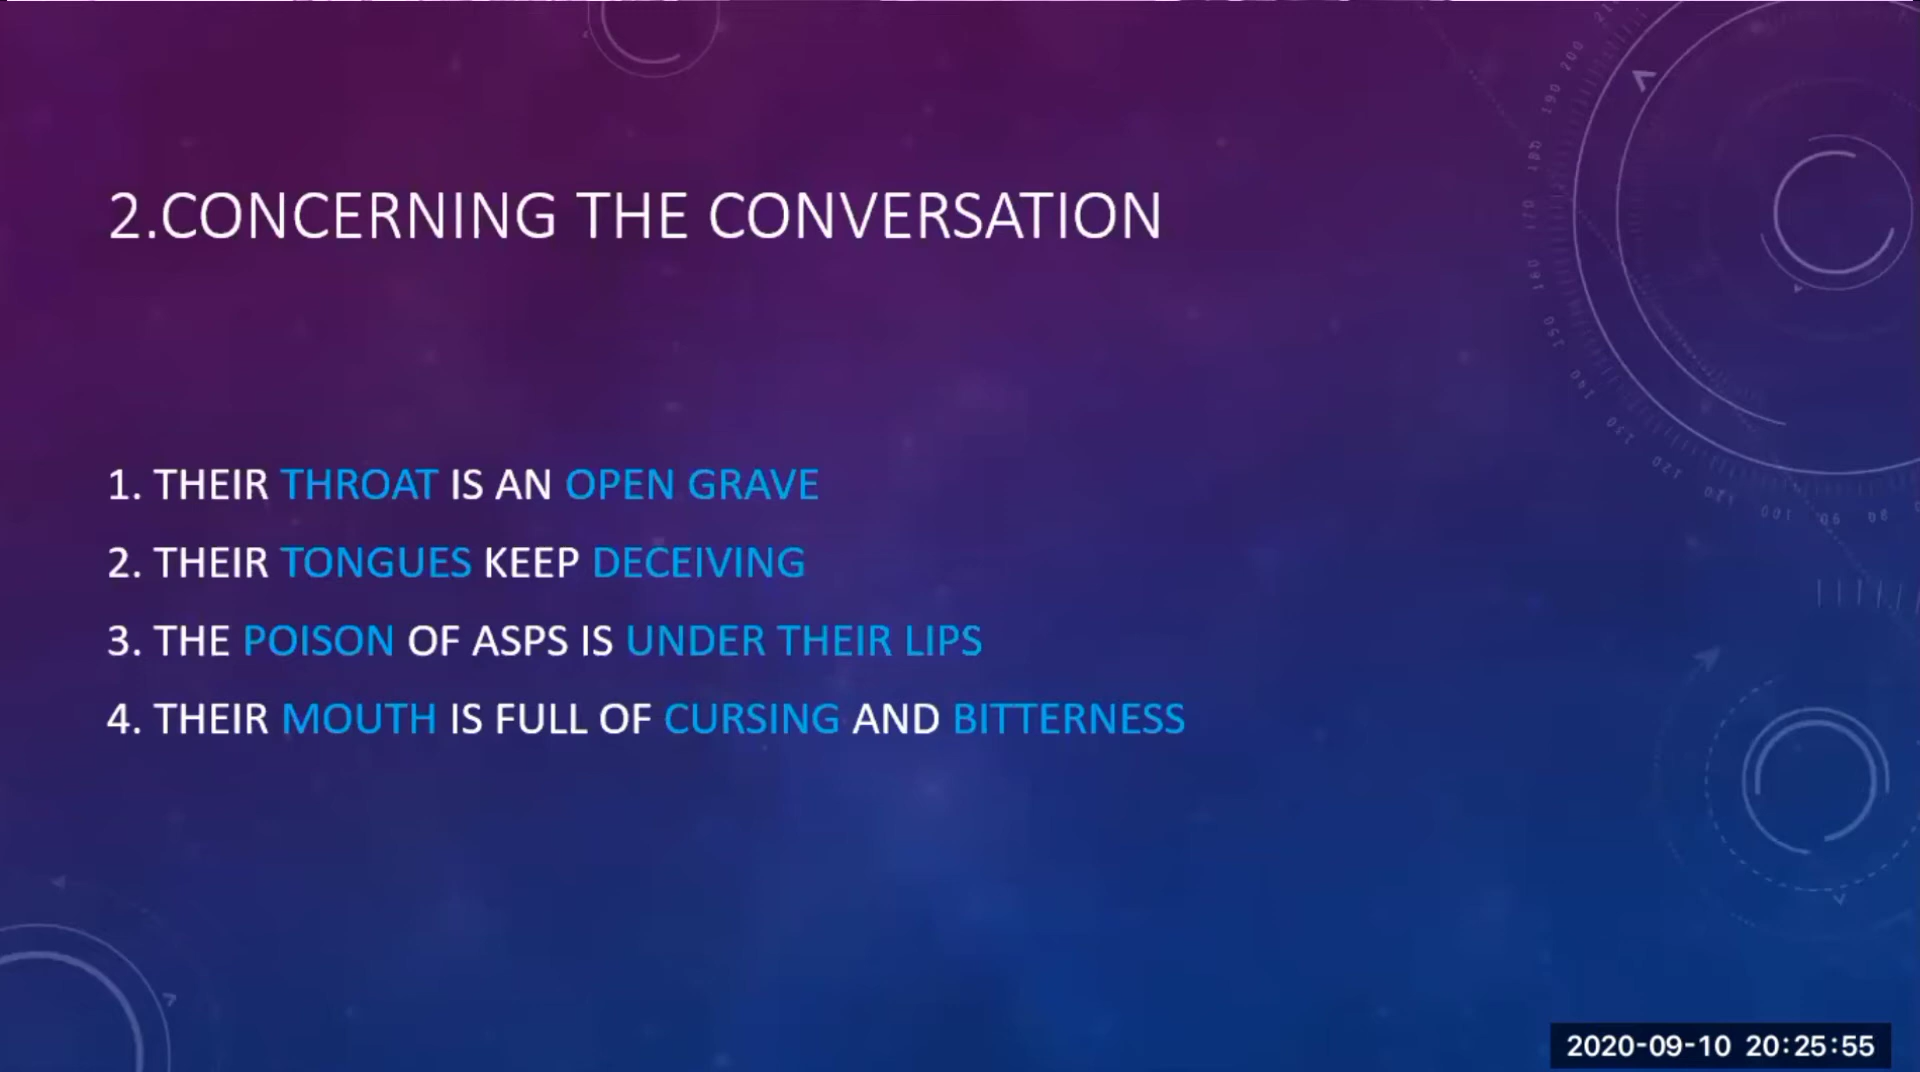 2.CONCERNING THE CONVERSATION
1. THEIR THROAT IS AN OPEN GRAVE
2. THEIR TONGUES KEEP DECEIVING
3. THE POISON OF ASPS IS UNDER THEIR LIPS
4. THEIR MOUTH IS FULL OF CURSING AND BITTERNESS
2020-09-10 20:25:55